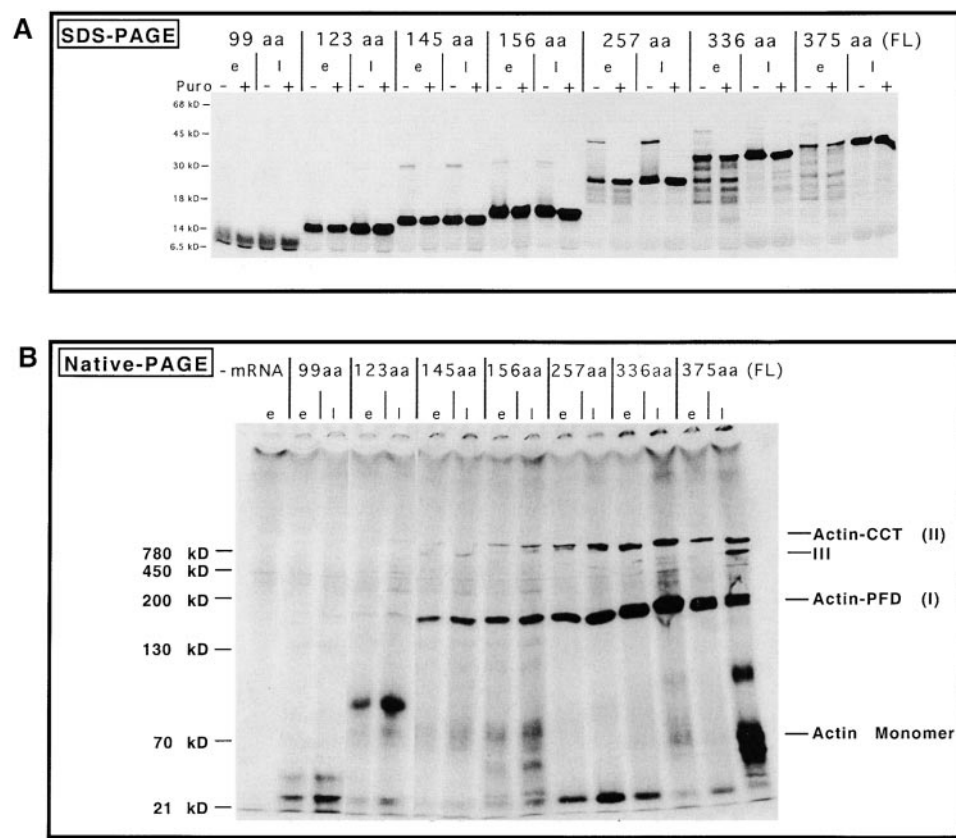 A
SDS-PAGE
99 aa 123 aa 145 aa 156 aa 257 aa 336 aa 375 aa (FL)
e l e l e l e l e l e l e l
Puro - + - + - + - + - + - + - + - + - + - + - + - + - + - +
68 kD
45 kD
30 kD
18 kD
14 kD
6.5 kD
B
Native-PAGE
- mRNA 99aa 123aa 145aa 156aa 257aa 336aa 375aa (FL)
e e l e l e l e l e l e l e l
780 kD
450 kD
200 kD
130 kD
70 kD
21 kD
Actin-CCT (II)
III
Actin-PFD (I)
Actin Monomer